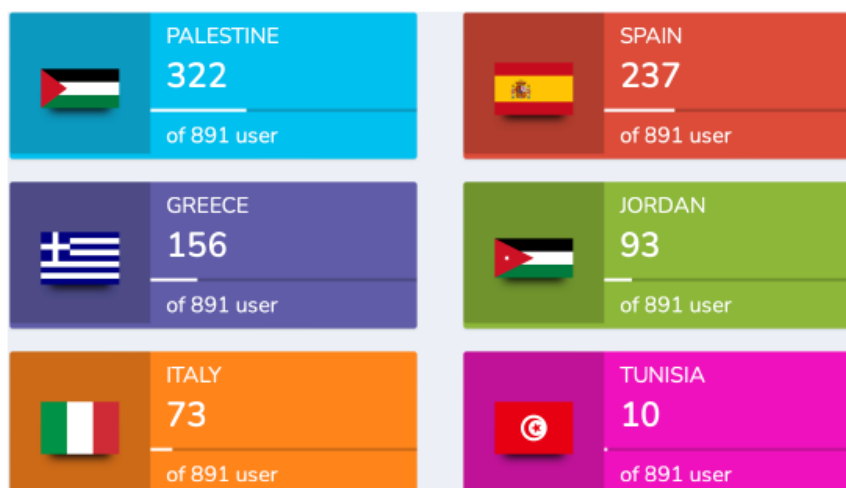 PALESTINE
322
of 891 user
SPAIN
237
of 891 user
GREECE
156
of 891 user
JORDAN
93
of 891 user
ITALY
73
of 891 user
TUNISIA
10
of 891 user